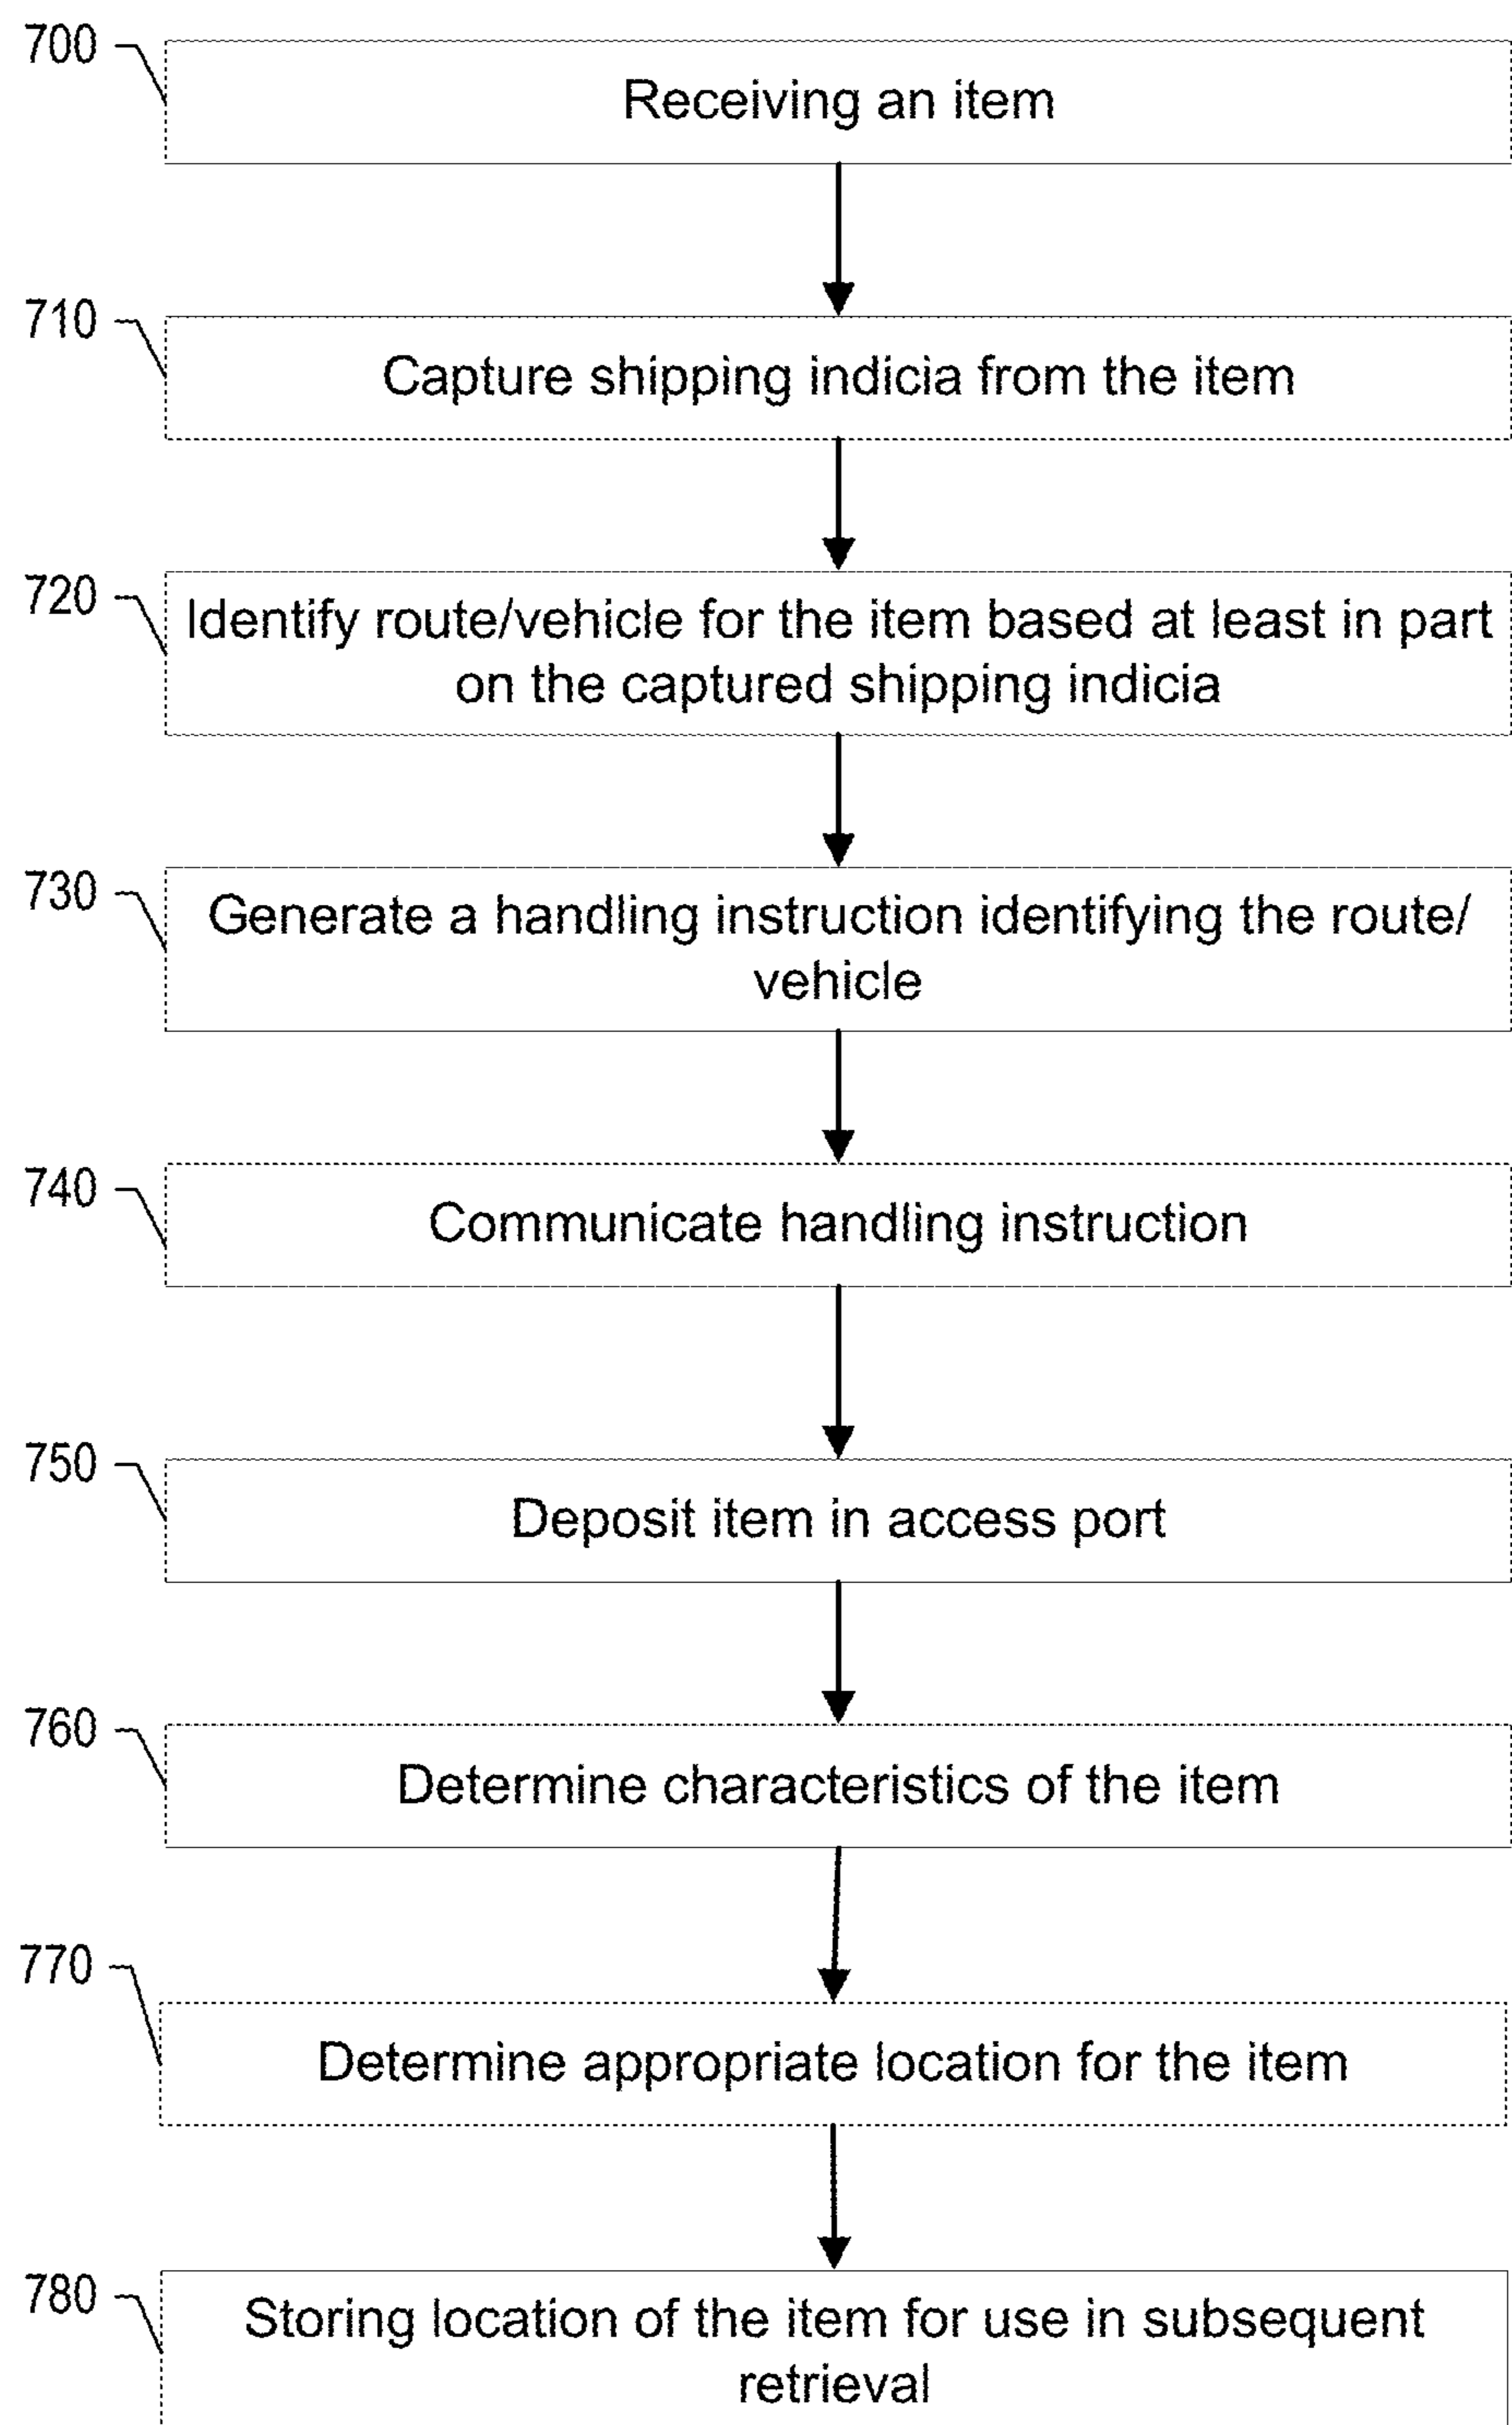 700
Receiving an item
710
Capture shipping indicia from the item
720
Identify route/vehicle for the item based at least in part
on the captured shipping indicia
730
Generate a handling instruction identifying the route/
vehicle
740
Communicate handling instruction
750
Deposit item in access port
760
Determine characteristics of the item
770
Determine appropriate location for the item
780
Storing location of the item for use in subsequent
retrieval